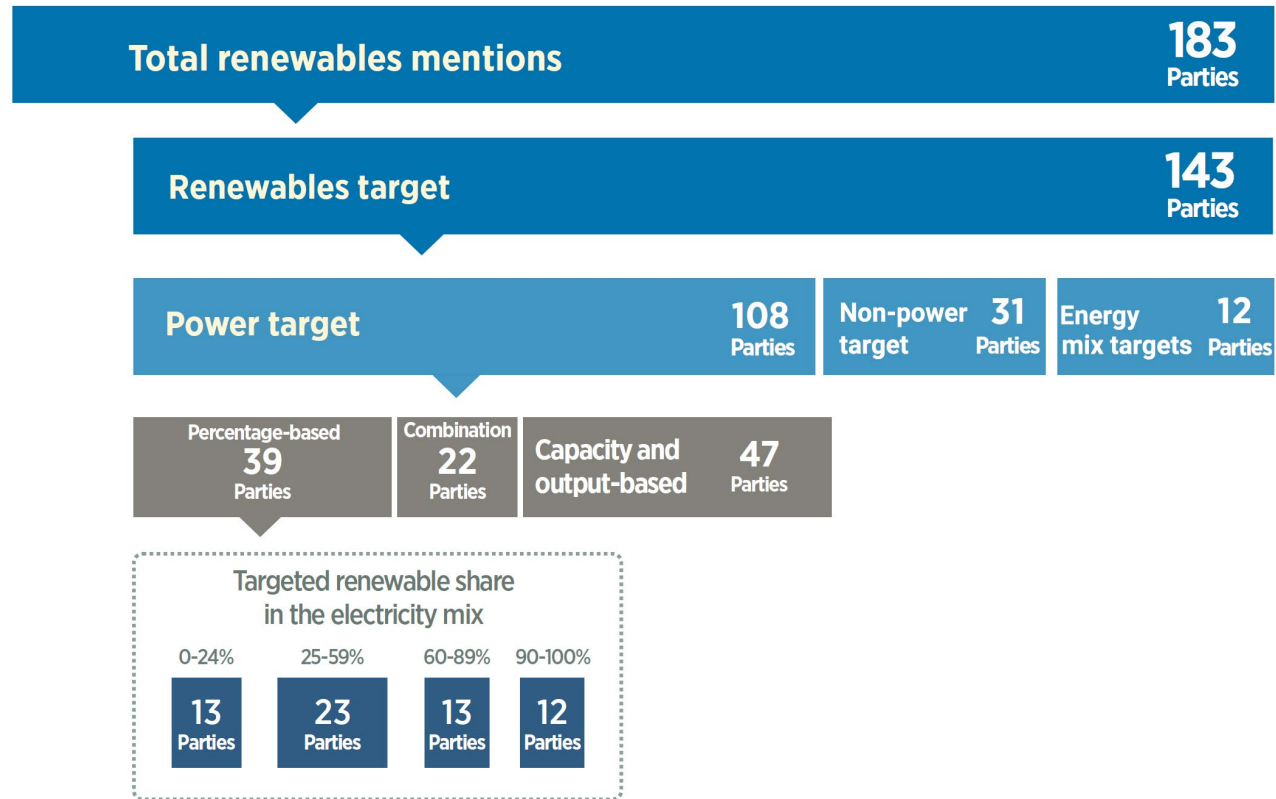 Total renewables mentions
183
Parties
Renewables target
143
Parties
Power target
108
Parties
Non-power
target
31
Parties
Energy
mix targets
12
Parties
Percentage-based
39
Parties
Combination
22
Parties
Capacity and
output-based
47
Parties
Targeted renewable share
in the electricity mix
0-24%
25-59%
60-89%
90-100%
13
Parties
23
Parties
13
Parties
12
Parties